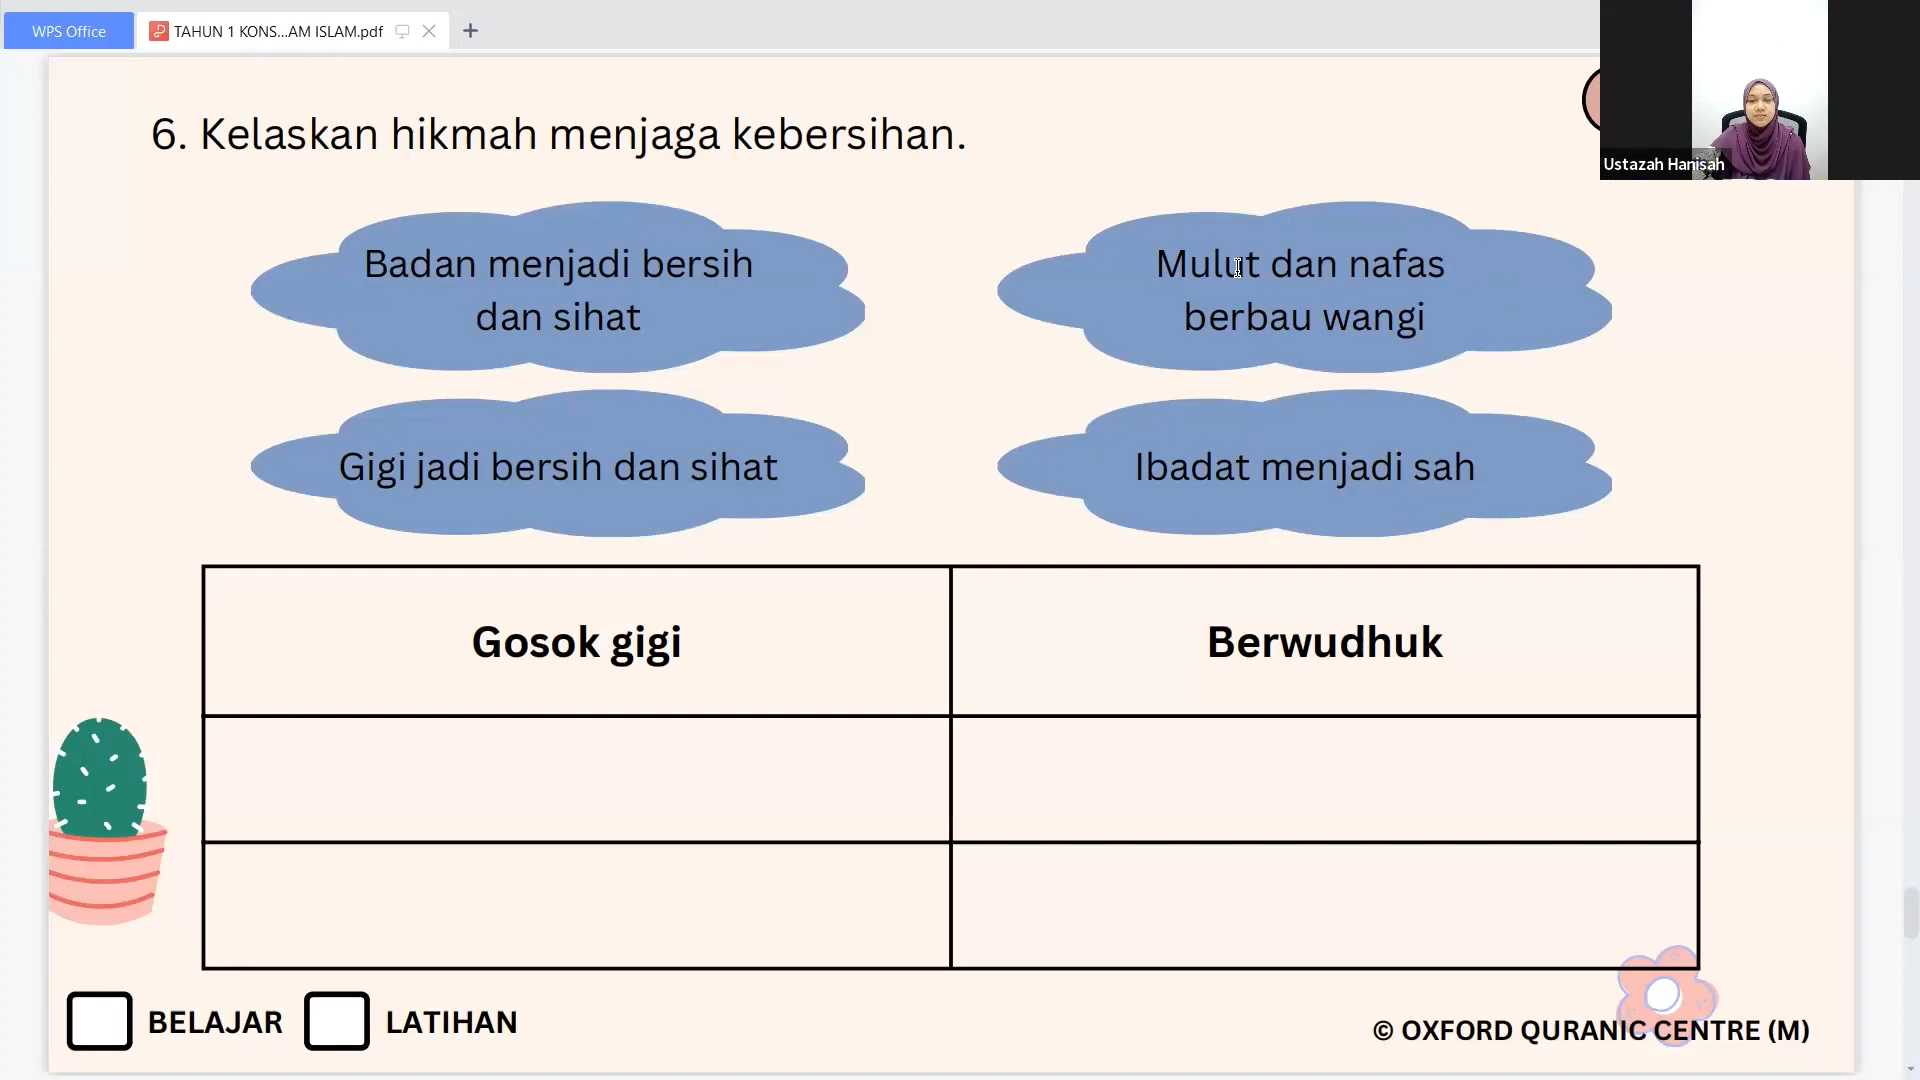 WPS Office
TAHUN 1 KONS...AM ISLAM.pdf
6. Kelaskan hikmah menjaga kebersihan.
Ustazah Hanisah
Badan menjadi bersih
dan sihat
Mulut dan nafas
berbau wangi
Gigi jadi bersih dan sihat
Ibadat menjadi sah
Gosok gigi
Berwudhuk
BELAJAR
LATIHAN
© OXFORD QURANIC CENTRE (M)